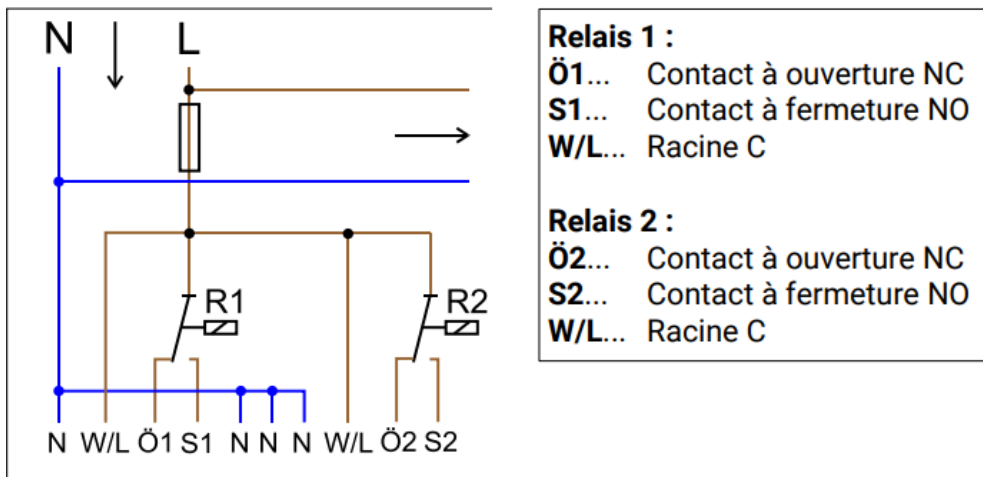 N L
R1 R2
N W/L Ö1 S1 N N N W/L Ö2 S2
Relais 1 :
Ö1... Contact à ouverture NC
S1... Contact à fermeture NO
W/L... Racine C
Relais 2 :
Ö2... Contact à ouverture NC
S2... Contact à fermeture NO
W/L... Racine C